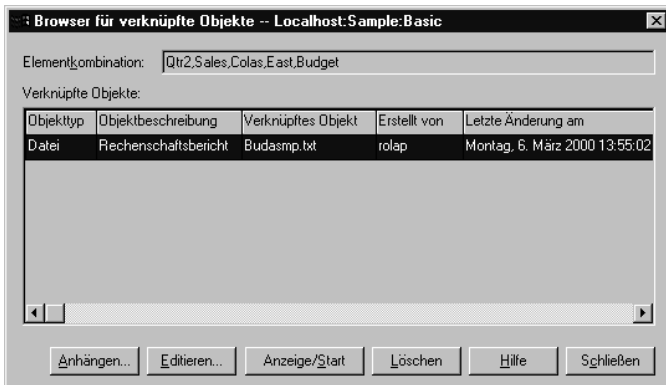 Browser für verknüpfte Objekte -- Localhost:Sample:Basic
Elementkombination: Qtr2,Sales,Colas,East,Budget
Verknüpfte Objekte:
Objekttyp Objektbeschreibung Verknüpftes Objekt Erstellt von Letzte Änderung am
Datei Rechenschaftsbericht Budasmp.txt rolap Montag, 6. März 2000 13:55:02
Anhängen... Editieren... Anzeige/Start Löschen Hilfe Schließen